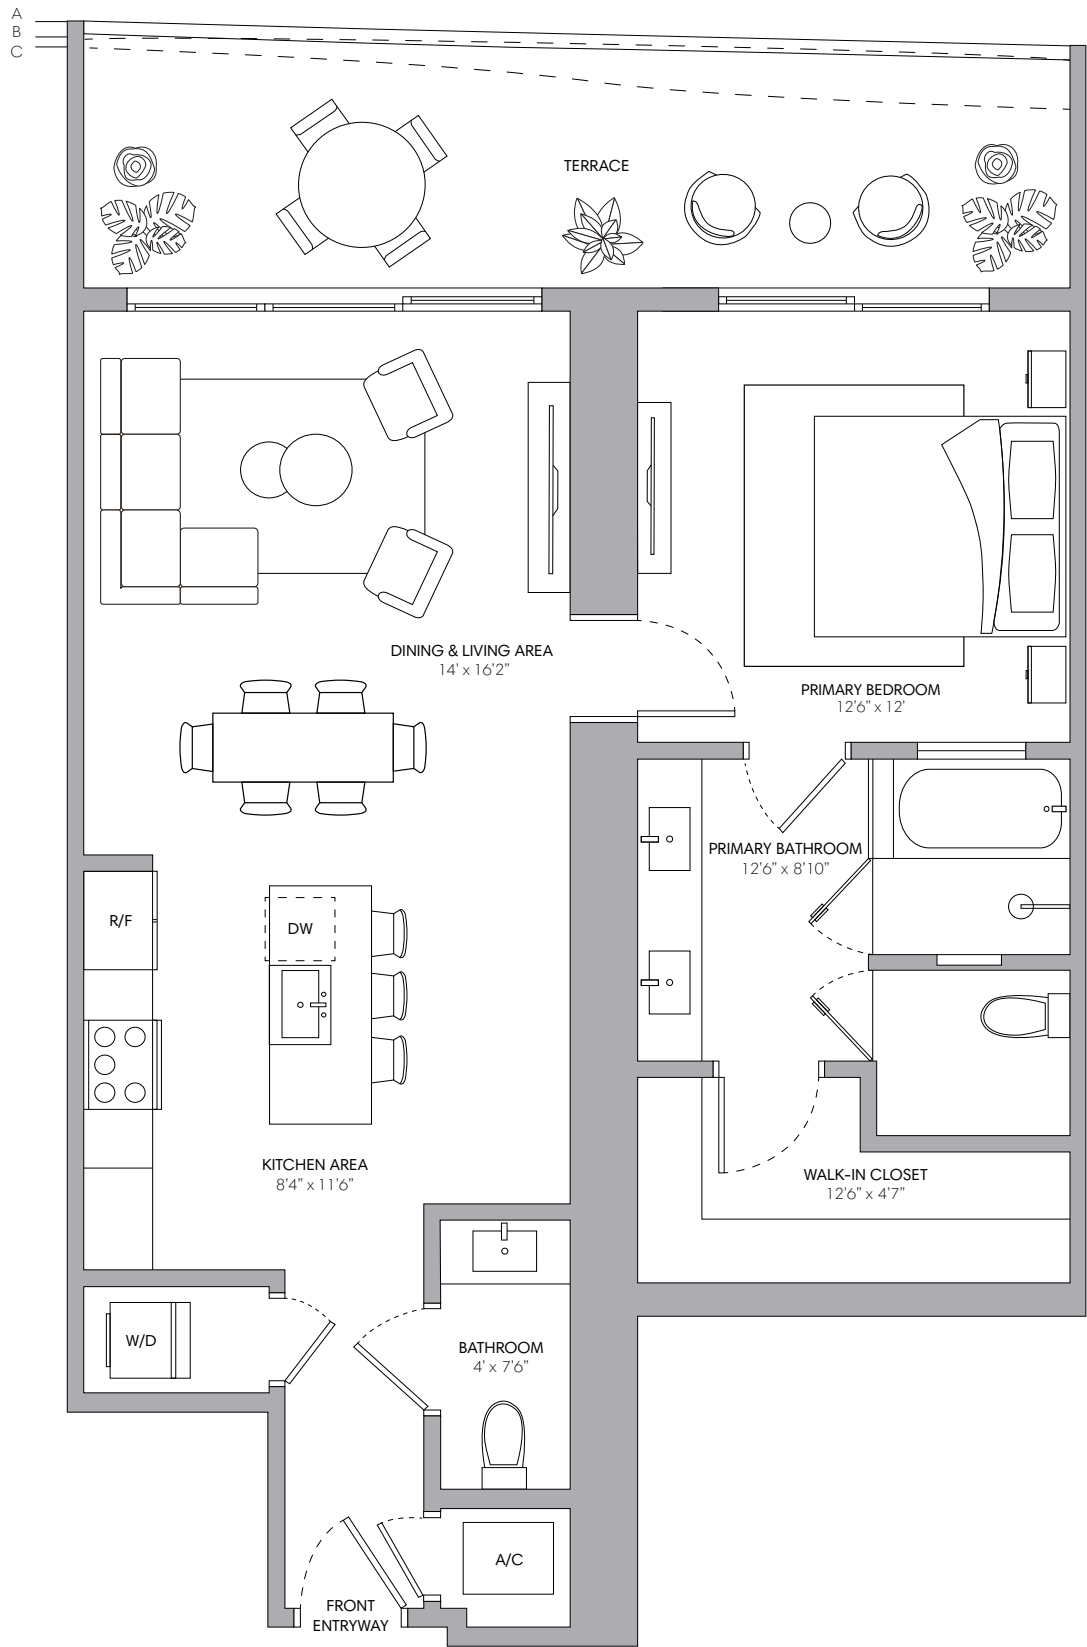 A
B
C
TERRACE
DINING & LIVING AREA
14' x 16'2”
PRIMARY BEDROOM
12'6” x 12'
PRIMARY BATHROOM
12'6” x 8'10”
R/F
DW
KITCHEN AREA
8'4” x 11'6”
WALK-IN CLOSET
12'6” x 4'7”
W/D
BATHROOM
4' x 7'6”
A/C
FRONT
ENTRYWAY